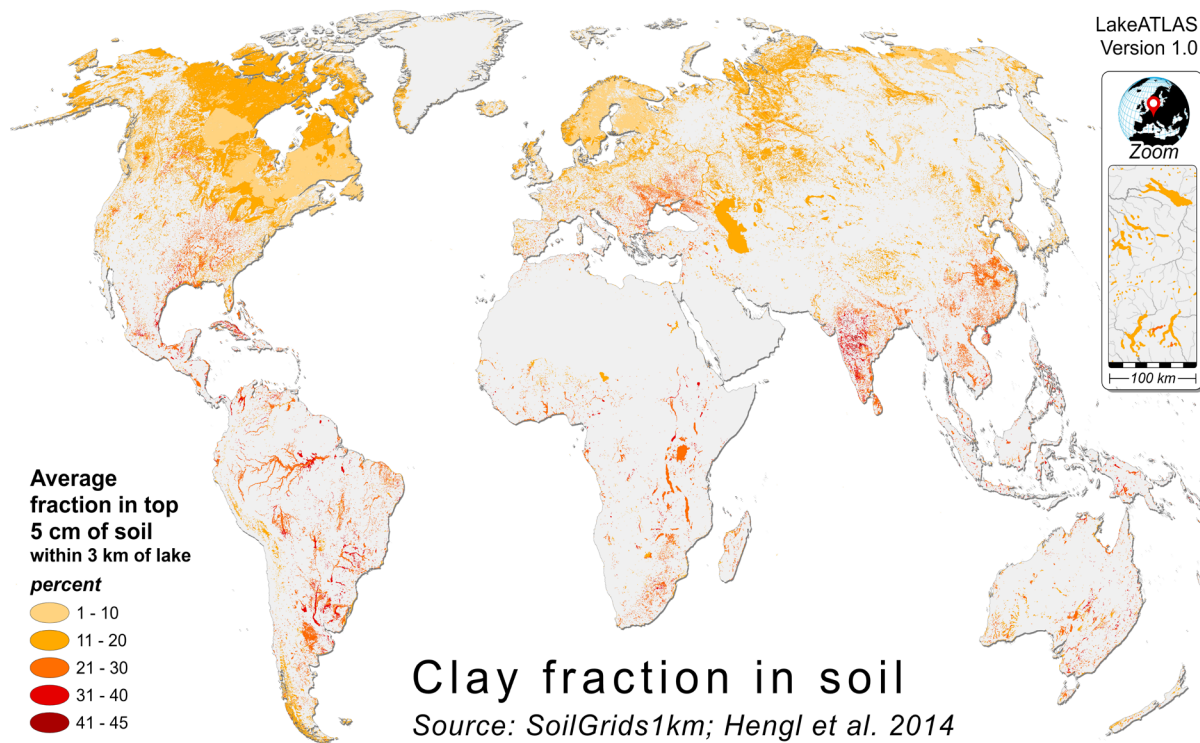 LakeATLAS
Version 1.0
Zoom
100 km
Average
fraction in top
5 cm of soil
within 3 km of lake
percent
1 - 10
11 - 20
21 - 30
31 - 40
41 - 45
Clay fraction in soil
Source: SoilGrids1km; Hengl et al. 2014